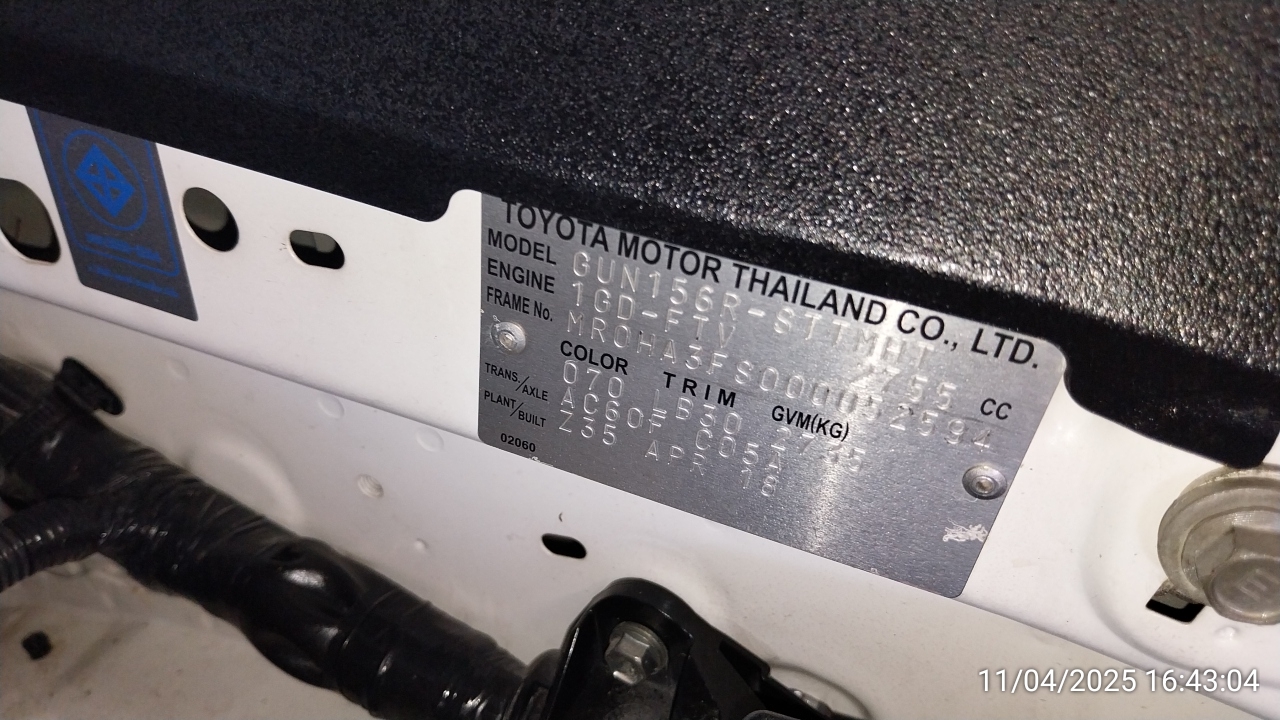 TOYOTA MOTOR THAILAND CO., LTD.
MODEL GUN156R-STTMHT
ENGINE 1GD-FTV 2755 CC
FRAME No. MR0HA3FS000052594
COLOR TRIM GVM(KG)
070 LB30
TRANS./AXLE AC60F C05A
PLANT/BUILT Z35 APR 18
02060
11/04/2025 16:43:04